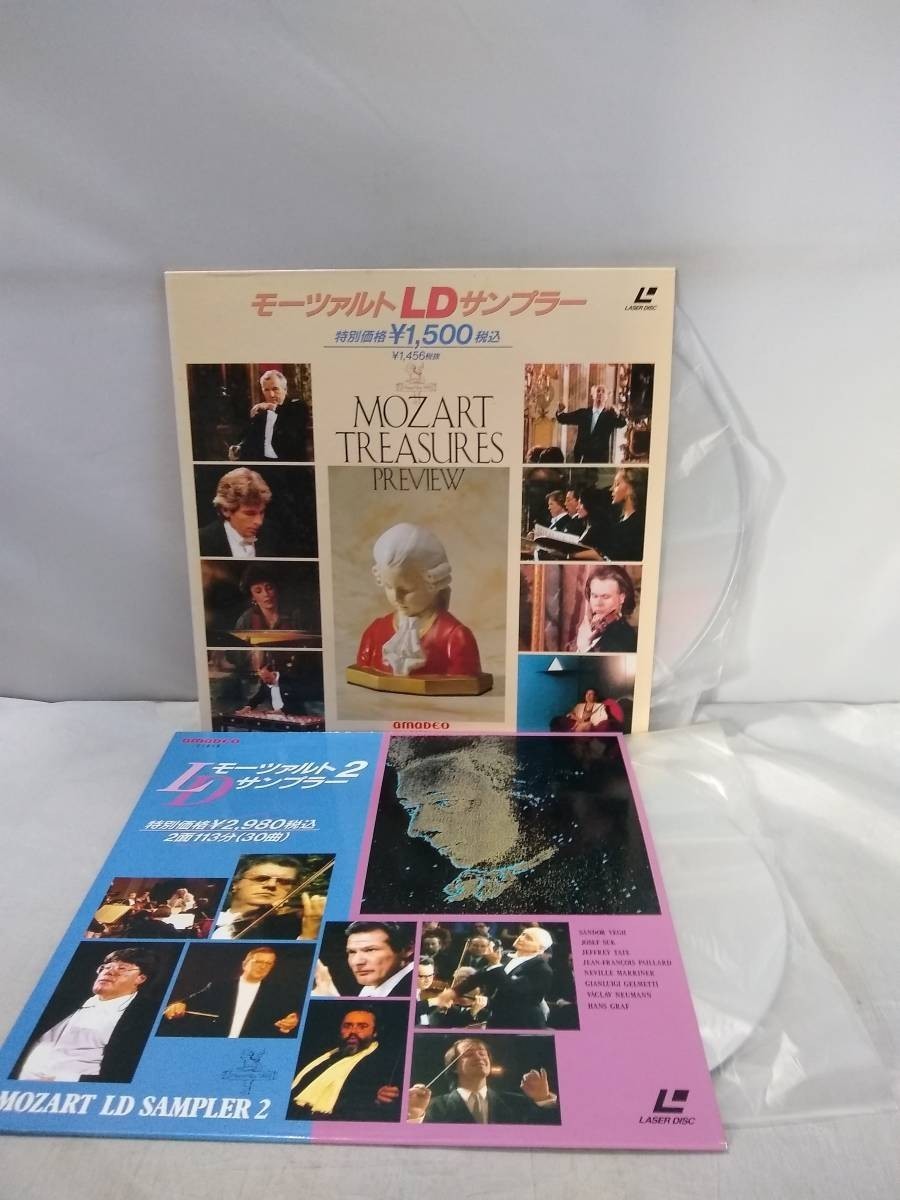 モーツァルトLDサンプラー
LASER DISC
特別価格¥1,500税込
¥1,456税抜
MOZART
TREASURES
PREVIEW
amadeo
amadeo
LD モーツァルト2
サンプラー
特別価格¥2,980税込
2面113分(30曲)
SÁNDOR VEGH
JOSEF SUK
JEFFREY TATE
JEAN-FRANCOIS PAILLARD
NEVILLE MARRINER
GIANLUIGI GELMETTI
VACLAV NEUMANN
HANS GRAF
MOZART LD SAMPLER 2
LASER DISC